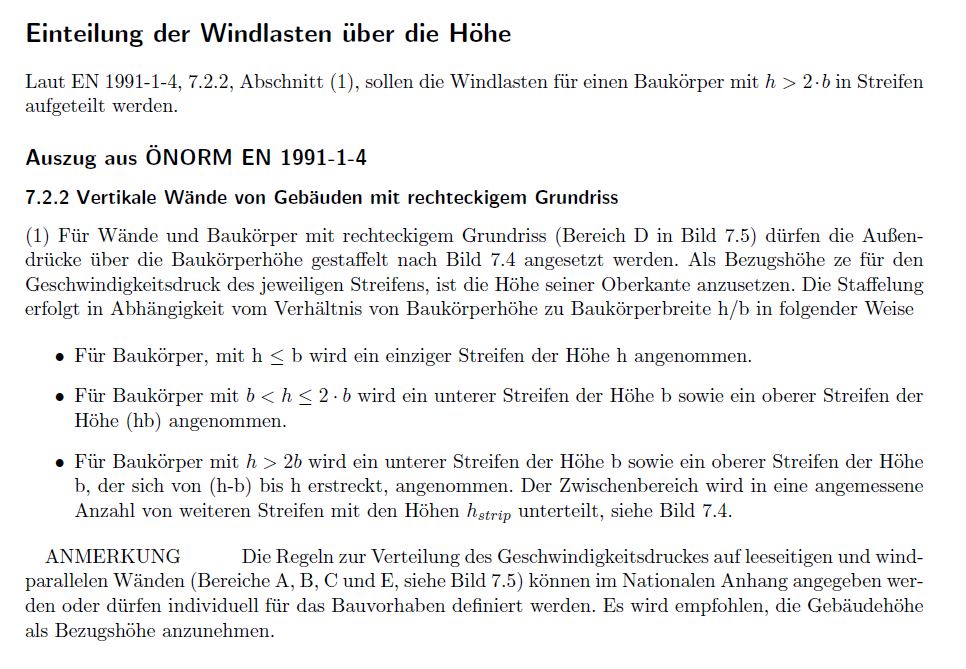 Einteilung der Windlasten über die Höhe
Laut EN 1991-1-4, 7.2.2, Abschnitt (1), sollen die Windlasten für einen Baukörper mit h > 2·b in Streifen
aufgeteilt werden.
Auszug aus ÖNORM EN 1991-1-4
7.2.2 Vertikale Wände von Gebäuden mit rechteckigem Grundriss
(1) Für Wände und Baukörper mit rechteckigem Grundriss (Bereich D in Bild 7.5) dürfen die Außen-
drücke über die Baukörperhöhe gestaffelt nach Bild 7.4 angesetzt werden. Als Bezugshöhe ze für den
Geschwindigkeitsdruck des jeweiligen Streifens, ist die Höhe seiner Oberkante anzusetzen. Die Staffelung
erfolgt in Abhängigkeit vom Verhältnis von Baukörperhöhe zu Baukörperbreite h/b in folgender Weise
• Für Baukörper, mit h ≤ b wird ein einziger Streifen der Höhe h angenommen.
• Für Baukörper mit b < h ≤ 2 · b wird ein unterer Streifen der Höhe b sowie ein oberer Streifen der
Höhe (hb) angenommen.
• Für Baukörper mit h > 2b wird ein unterer Streifen der Höhe b sowie ein oberer Streifen der Höhe
b, der sich von (h-b) bis h erstreckt, angenommen. Der Zwischenbereich wird in eine angemessene
Anzahl von weiteren Streifen mit den Höhen h_strip unterteilt, siehe Bild 7.4.
ANMERKUNG Die Regeln zur Verteilung des Geschwindigkeitsdruckes auf leeseitigen und wind-
parallelen Wänden (Bereiche A, B, C und E, siehe Bild 7.5) können im Nationalen Anhang angegeben wer-
den oder dürfen individuell für das Bauvorhaben definiert werden. Es wird empfohlen, die Gebäudehöhe
als Bezugshöhe anzunehmen.